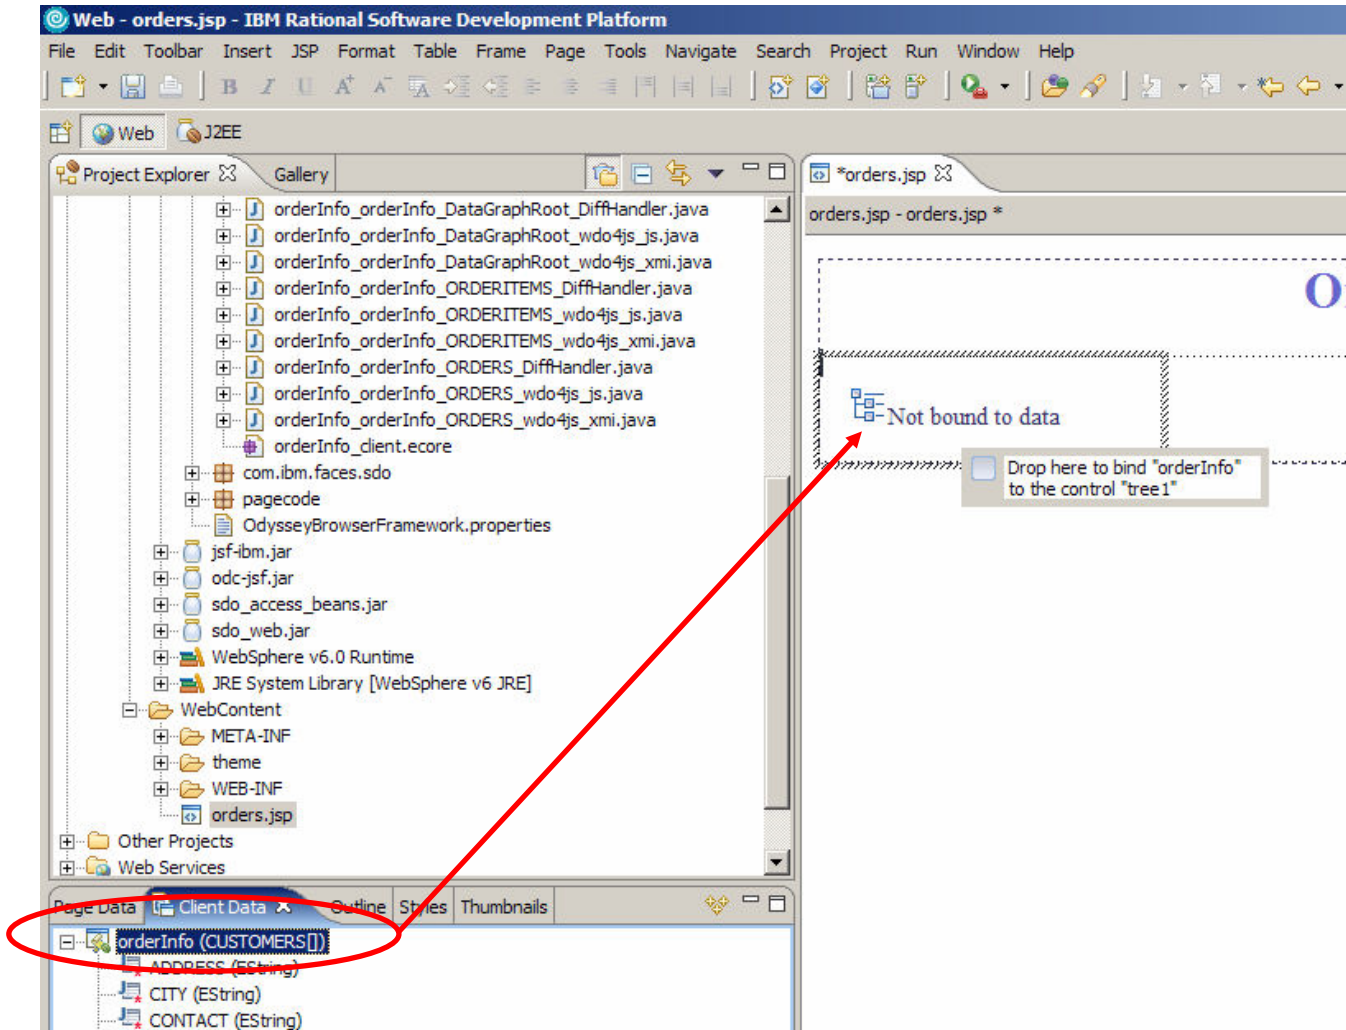 Web - orders.jsp - IBM Rational Software Development Platform
File Edit Toolbar Insert JSP Format Table Frame Page Tools Navigate Search Project Run Window Help
Web J2EE
Project Explorer Gallery
*orders.jsp
orders.jsp - orders.jsp *
orderInfo_orderInfo_DataGraphRoot_DiffHandler.java
orderInfo_orderInfo_DataGraphRoot_wdo4js_js.java
orderInfo_orderInfo_DataGraphRoot_wdo4js_xmi.java
orderInfo_orderInfo_ORDERITEMS_DiffHandler.java
orderInfo_orderInfo_ORDERITEMS_wdo4js_js.java
orderInfo_orderInfo_ORDERITEMS_wdo4js_xmi.java
orderInfo_orderInfo_ORDERS_DiffHandler.java
orderInfo_orderInfo_ORDERS_wdo4js_js.java
orderInfo_orderInfo_ORDERS_wdo4js_xmi.java
orderInfo_client.ecore
com.ibm.faces.sdo
pagecode
OdysseyBrowserFramework.properties
jsf-ibm.jar
odc-jsf.jar
sdo_access_beans.jar
sdo_web.jar
WebSphere v6.0 Runtime
JRE System Library [WebSphere v6 JRE]
WebContent
META-INF
theme
WEB-INF
orders.jsp
Other Projects
Web Services
Not bound to data
Drop here to bind "orderInfo"
to the control "tree1"
Page Data Client Data Outline Styles Thumbnails
orderInfo (CUSTOMERS[])
ADDRESS (EString)
CITY (EString)
CONTACT (EString)